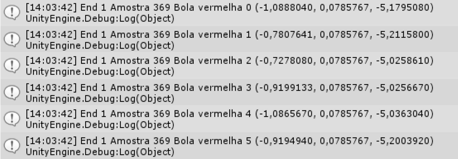 [14:03:42] End 1 Amostra 369 Bola vermelha 0 (-1,0888040, 0,0785767, -5,1795080)
UnityEngine.Debug:Log(Object)
[14:03:42] End 1 Amostra 369 Bola vermelha 1 (-0,7807641, 0,0785767, -5,2115800)
UnityEngine.Debug:Log(Object)
[14:03:42] End 1 Amostra 369 Bola vermelha 2 (-0,7278080, 0,0785767, -5,0258610)
UnityEngine.Debug:Log(Object)
[14:03:42] End 1 Amostra 369 Bola vermelha 3 (-0,9199133, 0,0785767, -5,0256670)
UnityEngine.Debug:Log(Object)
[14:03:42] End 1 Amostra 369 Bola vermelha 4 (-1,0865670, 0,0785767, -5,0363040)
UnityEngine.Debug:Log(Object)
[14:03:42] End 1 Amostra 369 Bola vermelha 5 (-0,9194940, 0,0785767, -5,2003920)
UnityEngine.Debug:Log(Object)